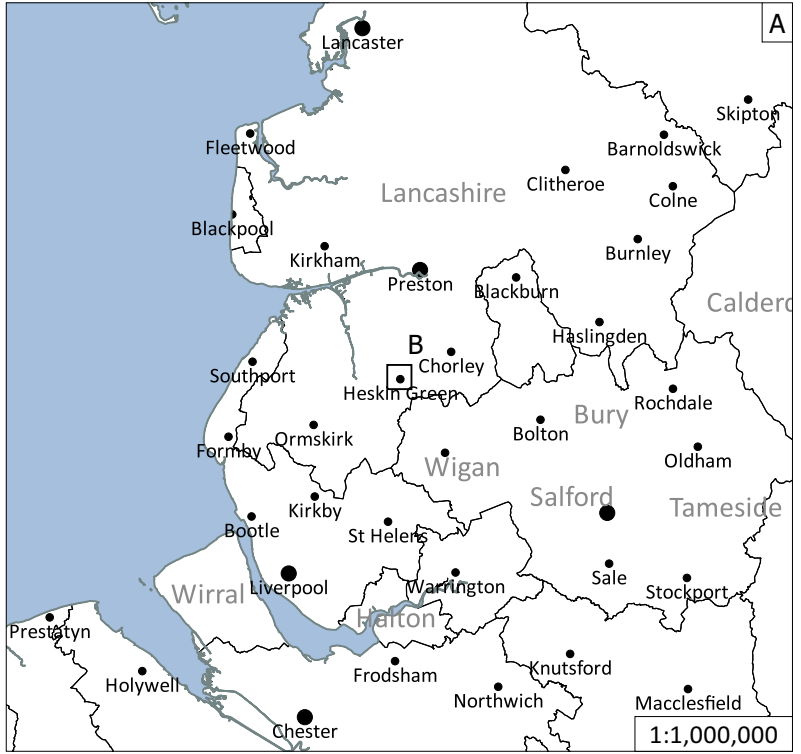 A
Lancaster
Skipton
Fleetwood
Barnoldswick
Clitheroe
Lancashire
Colne
Blackpool
Burnley
Kirkham
Preston
Blackburn
Calderd
Haslingden
B
Chorley
Southport
Heskin Green
Rochdale
Bury
Bolton
Ormskirk
Formby
Oldham
Wigan
Salford
Tameside
Kirkby
Bootle
St Helens
Sale
Warrington
Liverpool
Wirral
Stockport
Halton
Prestatyn
Knutsford
Frodsham
Holywell
Northwich
Macclesfield
Chester
1:1,000,000